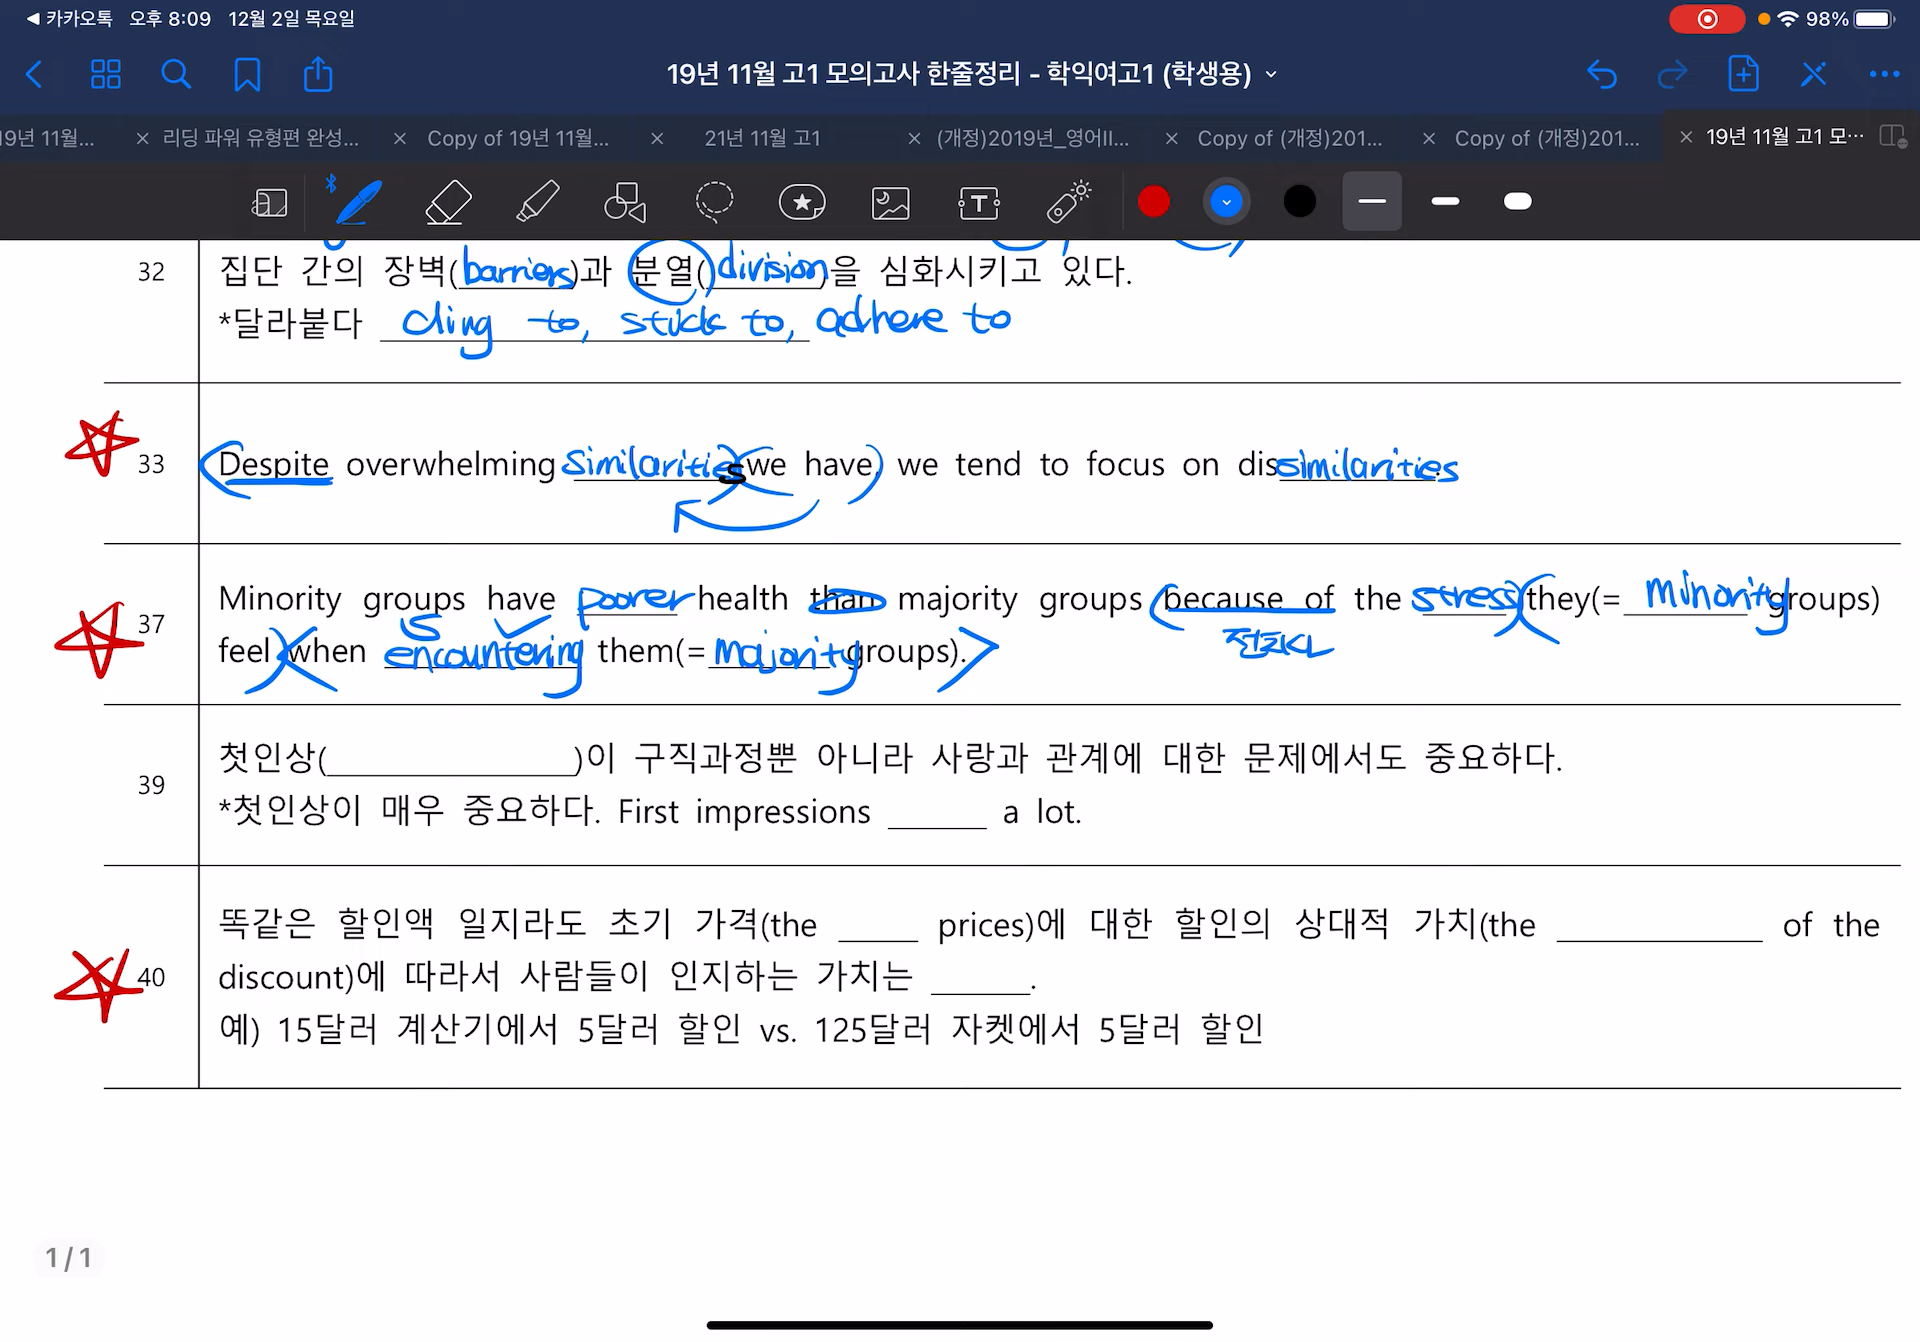 카카오톡 오후 8:09 12월 2일 목요일 98%
19년 11월 고1 모의고사 한줄정리 - 학익여고1 (학생용)
19년 11월... 리딩 파워 유형편 완성... Copy of 19년 11월... 21년 11월 고1 (개정)2019년_영어II... Copy of (개정)201... Copy of (개정)201... 19년 11월 고1 모...
32
집단 간의 장벽(barriers)과 분열(division)을 심화시키고 있다.
*달라붙다 cling to, stick to, adhere to
33
Despite overwhelming similarities we have, we tend to focus on dissimilarities
37
Minority groups have poorer health than majority groups because of the stress they(= minority groups)
S 전치사
feel when encountering them(= majority groups).
39
첫인상(_______________)이 구직과정뿐 아니라 사랑과 관계에 대한 문제에서도 중요하다.
*첫인상이 매우 중요하다. First impressions ______ a lot.
40
똑같은 할인액 일지라도 초기 가격(the _____ prices)에 대한 할인의 상대적 가치(the _____________ of the
discount)에 따라서 사람들이 인지하는 가치는 ______.
예) 15달러 계산기에서 5달러 할인 vs. 125달러 자켓에서 5달러 할인
1 / 1